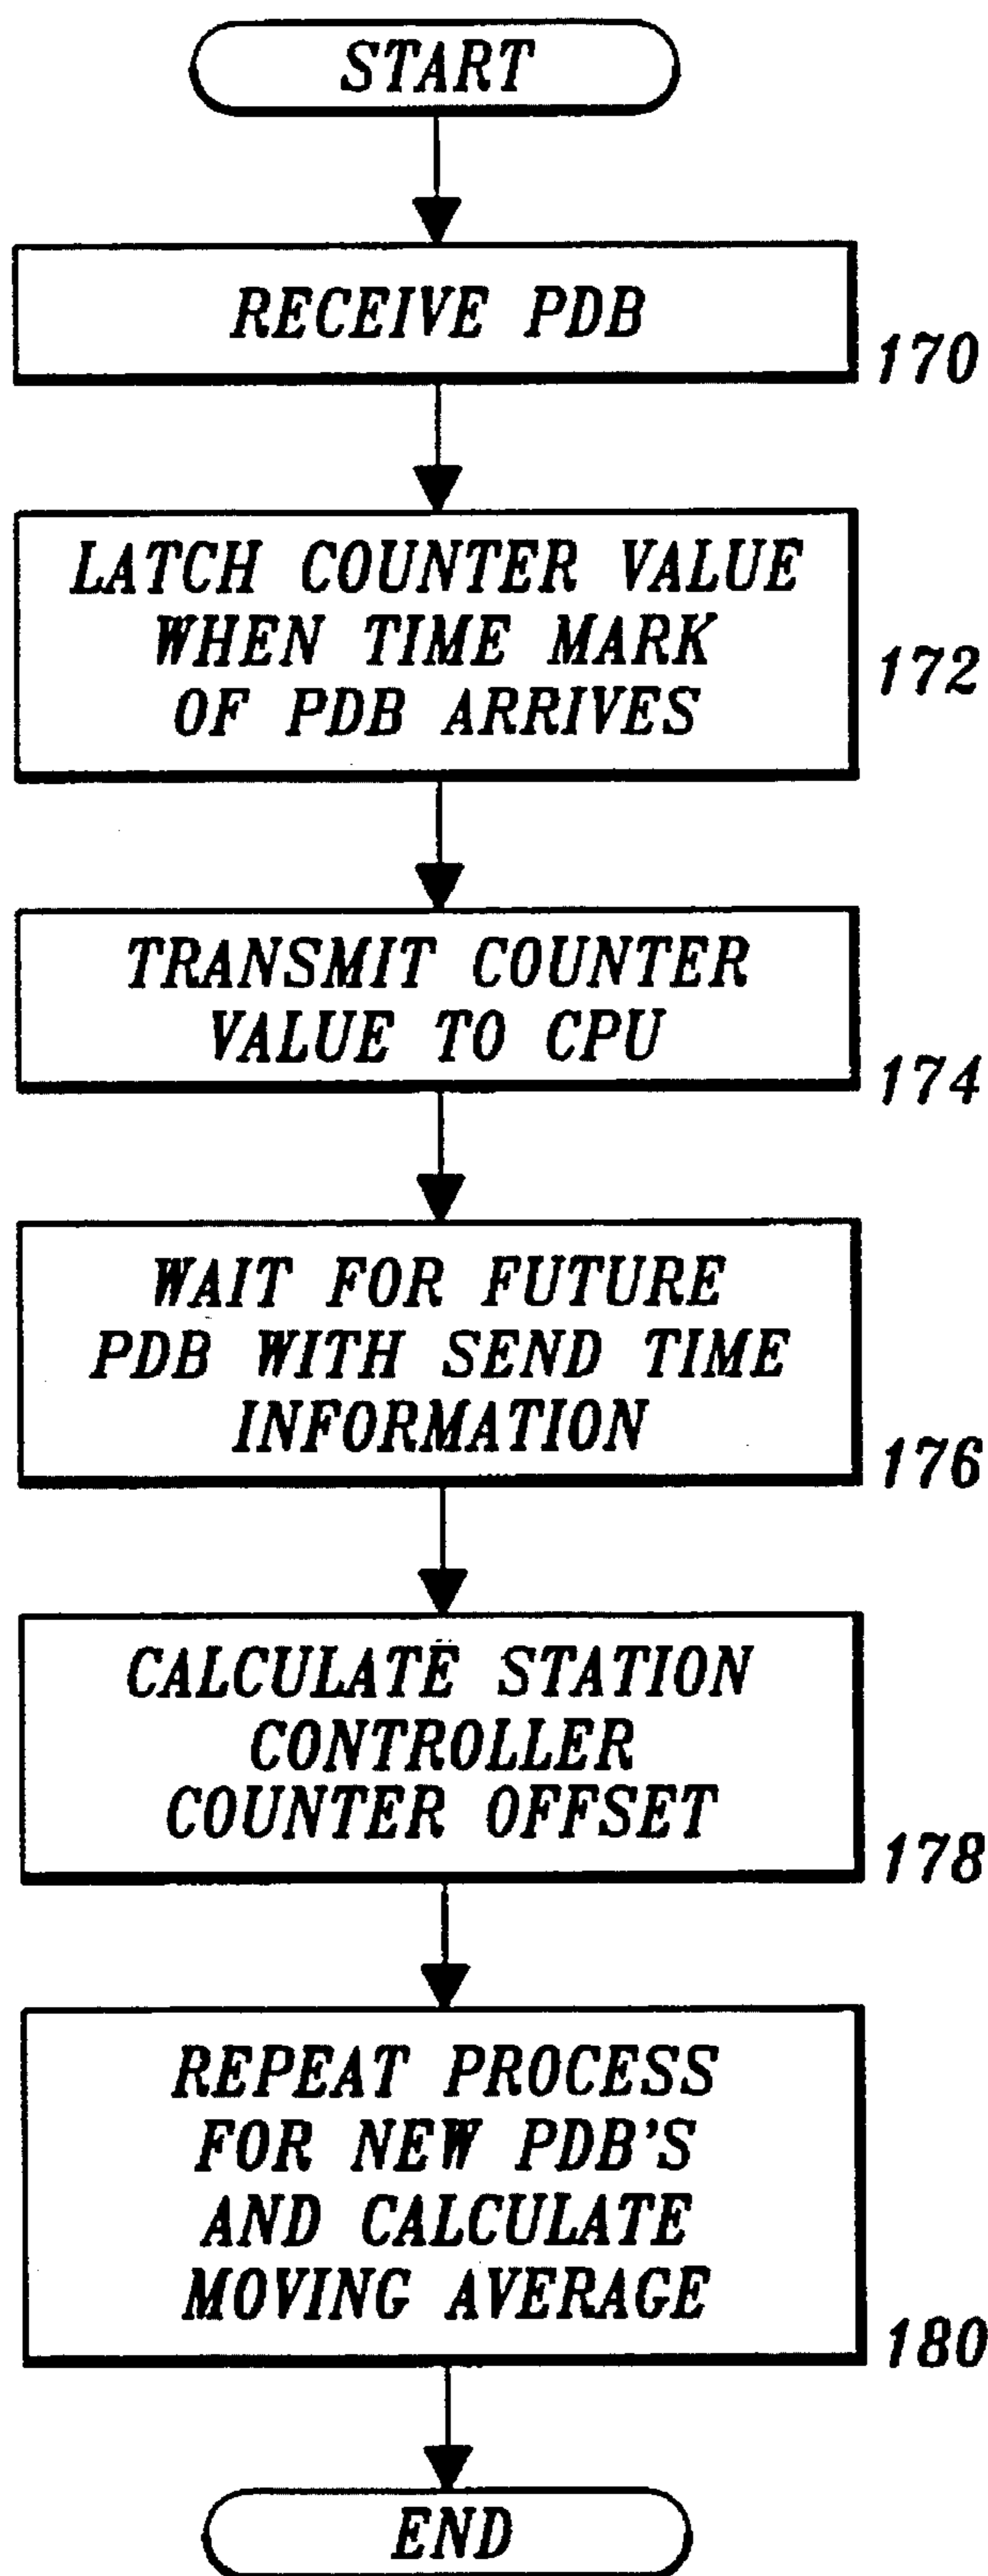 START
RECEIVE PDB
170
LATCH COUNTER VALUE
WHEN TIME MARK
OF PDB ARRIVES
172
TRANSMIT COUNTER
VALUE TO CPU
174
WAIT FOR FUTURE
PDB WITH SEND TIME
INFORMATION
176
CALCULATE STATION
CONTROLLER
COUNTER OFFSET
178
REPEAT PROCESS
FOR NEW PDB'S
AND CALCULATE
MOVING AVERAGE
180
END